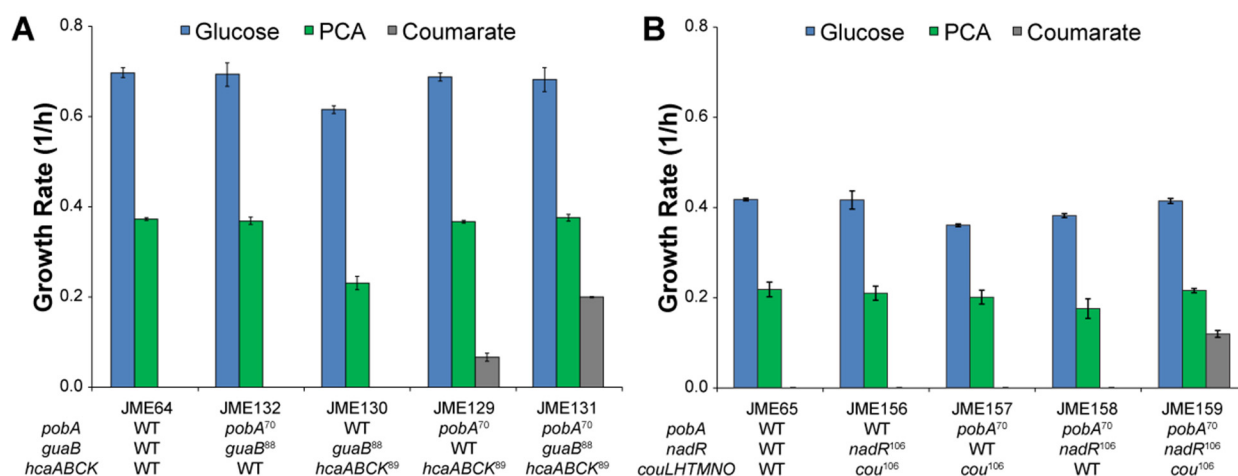 A
Glucose PCA Coumarate
Growth Rate (1/h)
0.8
0.6
0.4
0.2
0.0
JME64 JME132 JME130 JME129 JME131
pobA WT pobA⁷⁰ WT pobA⁷⁰ pobA⁷⁰
guaB WT guaB⁸⁸ guaB⁸⁸ WT guaB⁸⁸
hcaABCK WT WT hcaABCK⁸⁹ hcaABCK⁸⁹ hcaABCK⁸⁹
B
Glucose PCA Coumarate
Growth Rate (1/h)
0.8
0.6
0.4
0.2
0.0
JME65 JME156 JME157 JME158 JME159
pobA WT WT pobA⁷⁰ pobA⁷⁰ pobA⁷⁰
nadR WT nadR¹⁰⁶ WT nadR¹⁰⁶ nadR¹⁰⁶
couLHTMNO WT cou¹⁰⁶ cou¹⁰⁶ WT cou¹⁰⁶